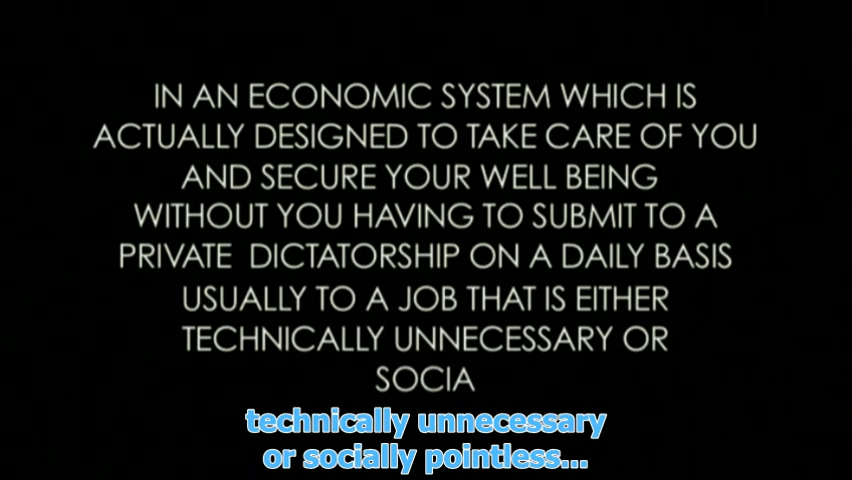 IN AN ECONOMIC SYSTEM WHICH IS
ACTUALLY DESIGNED TO TAKE CARE OF YOU
AND SECURE YOUR WELL BEING
WITHOUT YOU HAVING TO SUBMIT TO A
PRIVATE DICTATORSHIP ON A DAILY BASIS
USUALLY TO A JOB THAT IS EITHER
TECHNICALLY UNNECESSARY OR
SOCIA
technically unnecessary
or socially pointless...